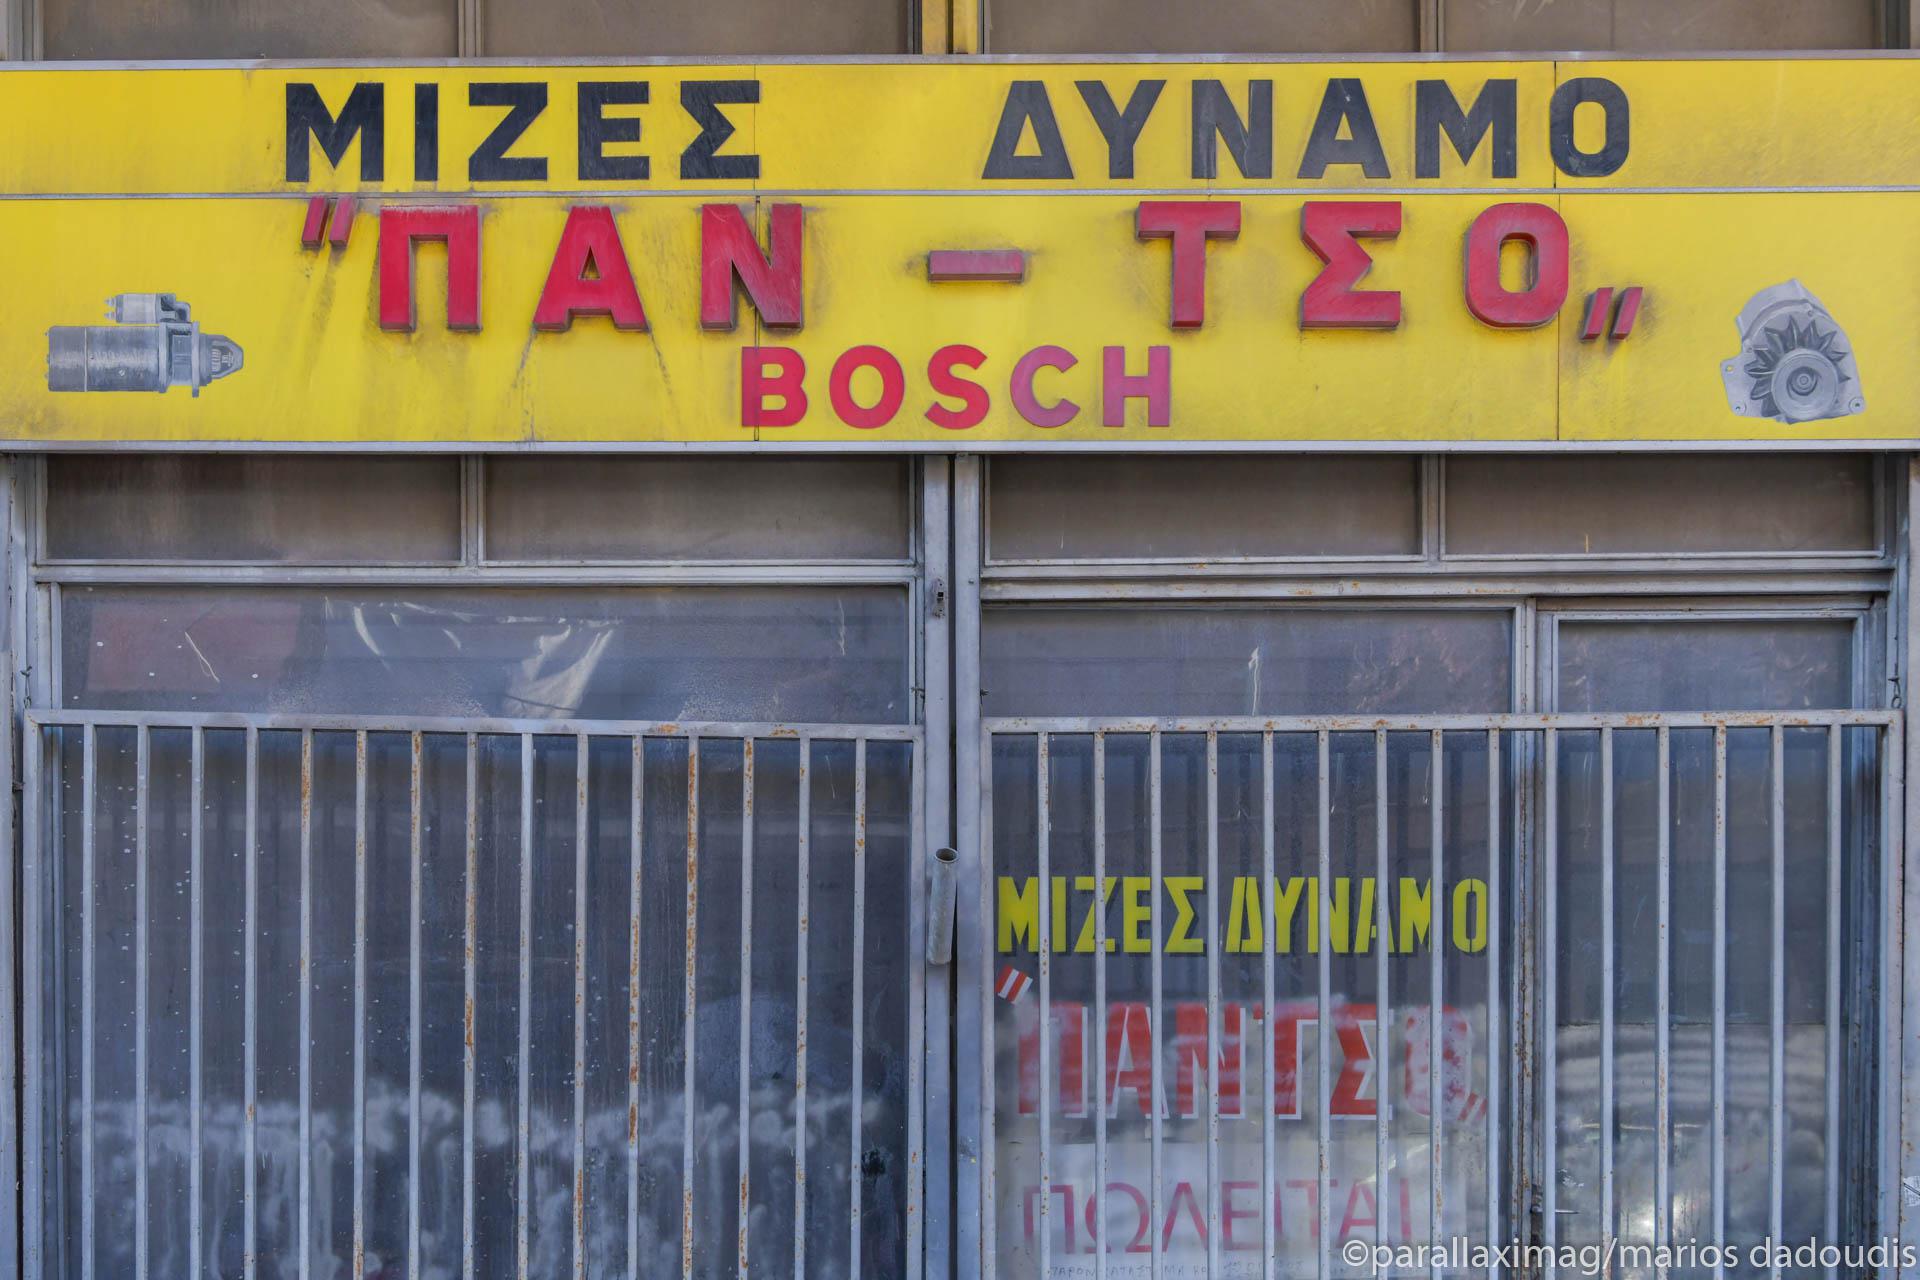 ΜΙΖΕΣ ΔΥΝΑΜΟ
"ΠΑΝ - ΤΣΟ„
BOSCH
ΜΙΖΕΣ ΔΥΝΑΜΟ
"ΠΑΝΤΣΟ„
ΠΩΛΕΙΤΑΙ
©parallaximag/marios dadoudis